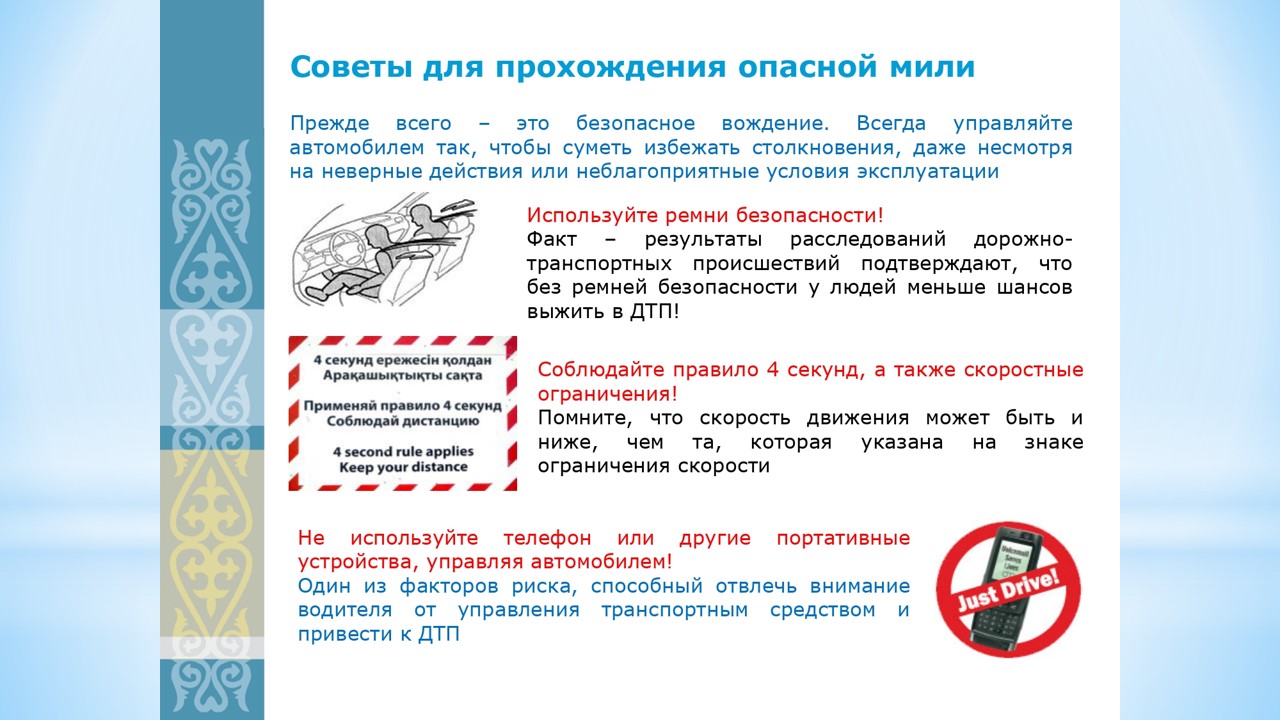 Советы для прохождения опасной мили
Прежде всего – это безопасное вождение. Всегда управляйте
автомобилем так, чтобы суметь избежать столкновения, даже несмотря
на неверные действия или неблагоприятные условия эксплуатации
Используйте ремни безопасности!
Факт – результаты расследований дорожно-
транспортных происшествий подтверждают, что
без ремней безопасности у людей меньше шансов
выжить в ДТП!
4 секунд ережесін қолдан
Арақашықтықты сақта
Применяй правило 4 секунд
Соблюдай дистанцию
4 second rule applies
Keep your distance
Соблюдайте правило 4 секунд, а также скоростные
ограничения!
Помните, что скорость движения может быть и
ниже, чем та, которая указана на знаке
ограничения скорости
Не используйте телефон или другие портативные
устройства, управляя автомобилем!
Один из факторов риска, способный отвлечь внимание
водителя от управления транспортным средством и
привести к ДТП
Voicemail
Saves
Lives
Just Drive!